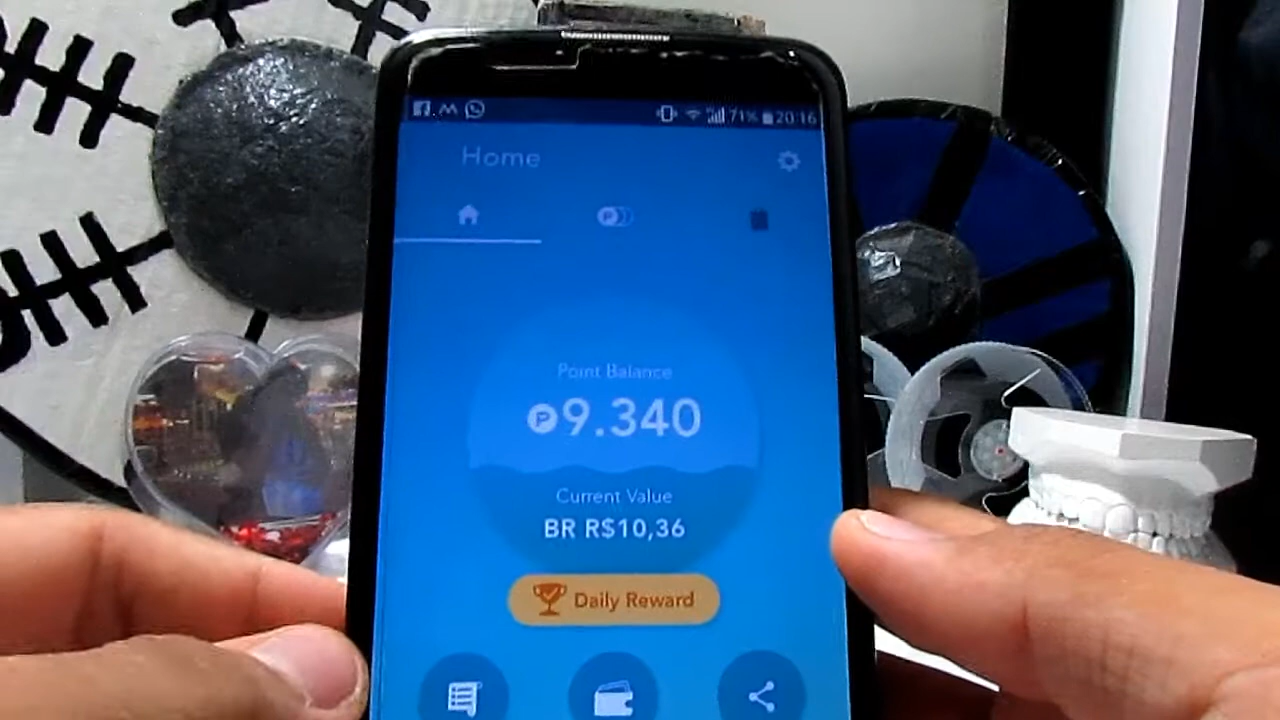 71% 20:16
Home
Point Balance
P 9.340
Current Value
BR R$10,36
Daily Reward